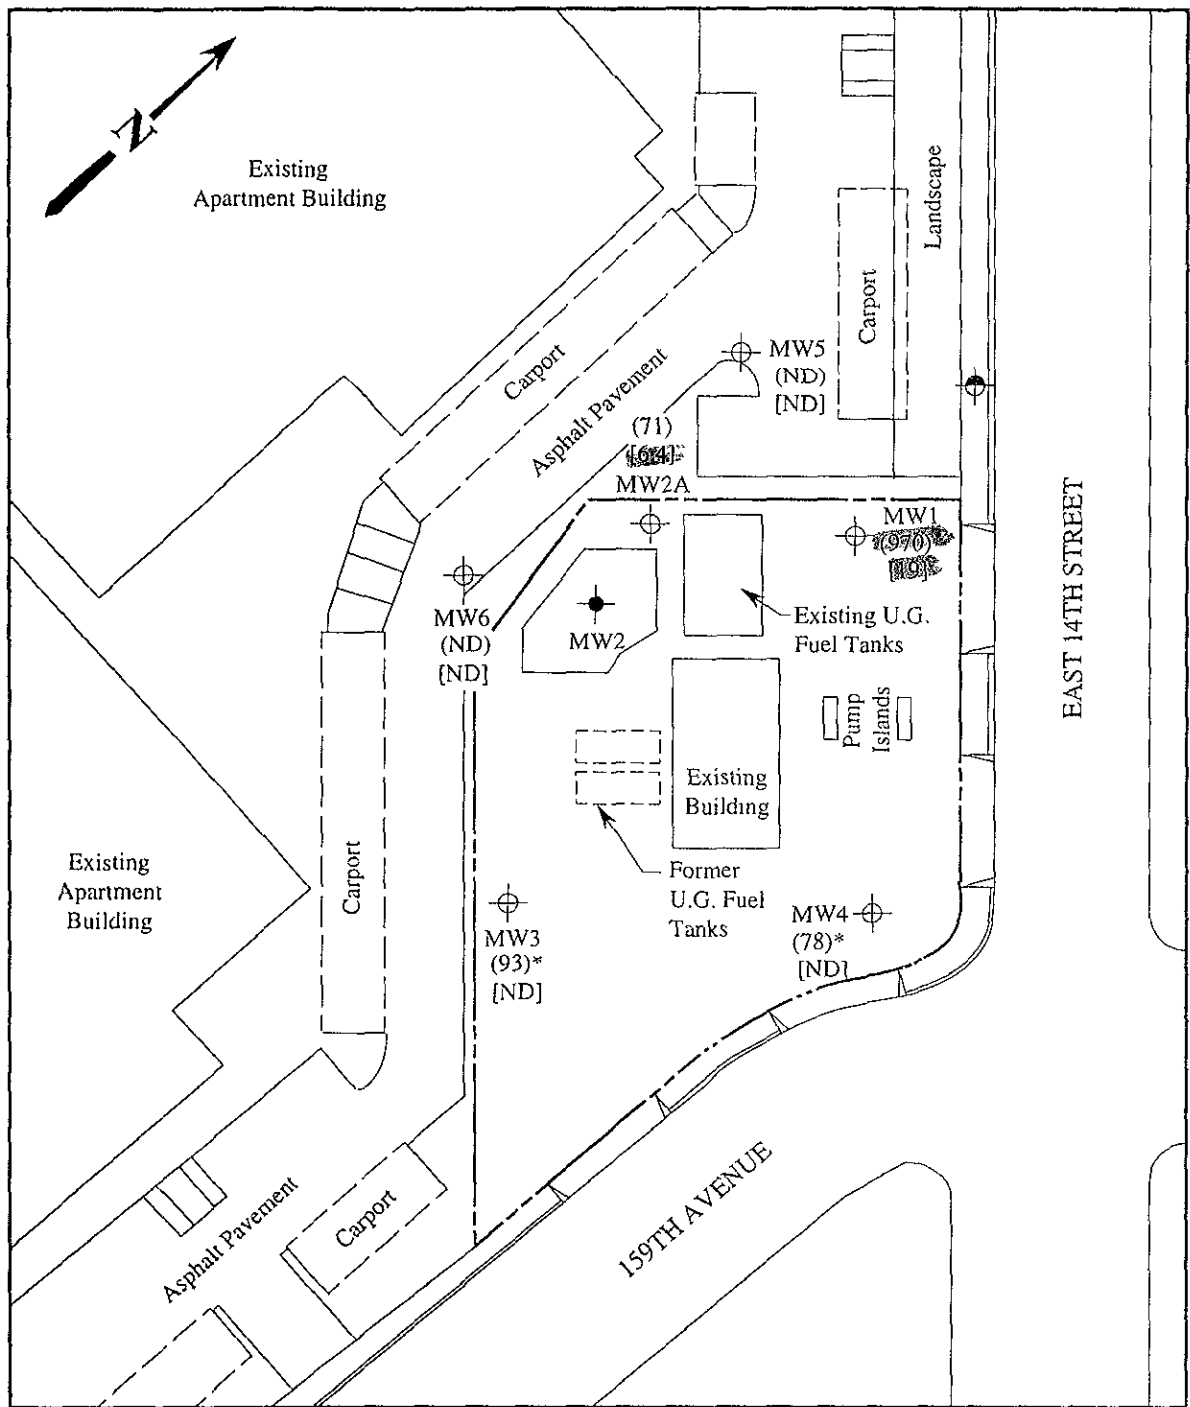 N
Existing
Apartment Building
Landscape
Carport
Carport
Asphalt Pavement
MW5
(ND)
[ND]
(71)
MW2A
MW1
(970)
[19]
EAST 14TH STREET
MW6
(ND)
[ND]
MW2
Existing U.G.
Fuel Tanks
Pump
Islands
Existing
Building
Existing
Apartment
Building
Carport
Former
U.G. Fuel
Tanks
MW3
(93)*
[ND]
MW4
(78)*
[ND]
159TH AVENUE
Asphalt Pavement
Carport